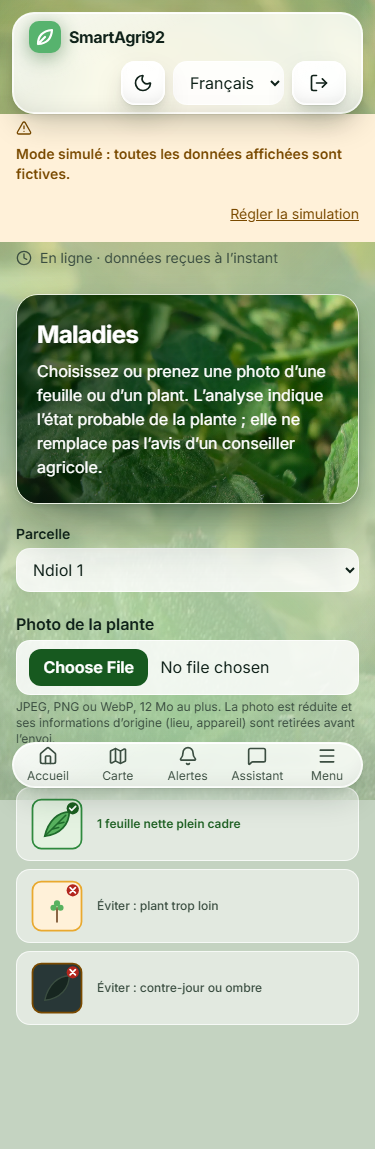 SmartAgri92
Français
Mode simulé : toutes les données affichées sont
fictives.
Régler la simulation
En ligne · données reçues à l’instant
Maladies
Choisissez ou prenez une photo d’une
feuille ou d’un plant. L’analyse indique
l’état probable de la plante ; elle ne
remplace pas l’avis d’un conseiller
agricole.
Parcelle
Ndiol 1
Photo de la plante
Choose File No file chosen
JPEG, PNG ou WebP, 12 Mo au plus. La photo est réduite et
ses informations d’origine (lieu, appareil) sont retirées avant
l’envoi.
Accueil Carte Alertes Assistant Menu
1 feuille nette plein cadre
Éviter : plant trop loin
Éviter : contre-jour ou ombre